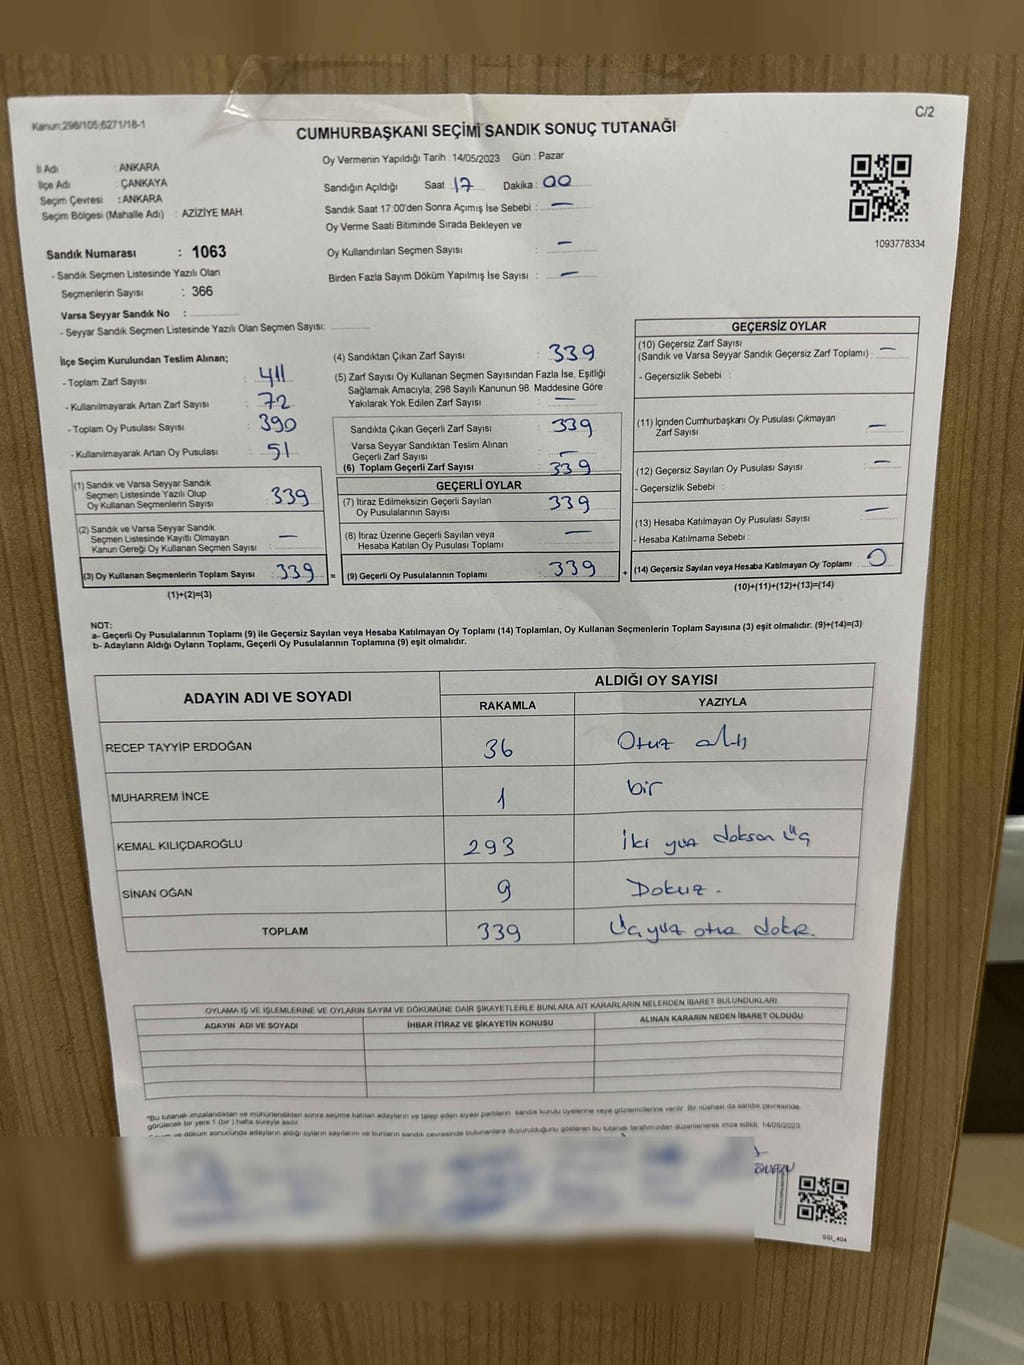 Kanun:298/105;6271/18-1
C/2
CUMHURBAŞKANI SEÇİMİ SANDIK SONUÇ TUTANAĞI
İl Adı : ANKARA
İlçe Adı : ÇANKAYA
Seçim Çevresi : ANKARA
Seçim Bölgesi (Mahalle Adı) : AZİZİYE MAH.
Oy Vermenin Yapıldığı Tarih : 14/05/2023 Gün : Pazar
Sandığın Açıldığı Saat : 17 Dakika : 00
Sandık Saat 17:00'den Sonra Açımış İse Sebebi : —
Oy Verme Saati Bitiminde Sırada Bekleyen ve
Oy Kullandırılan Seçmen Sayısı : —
Birden Fazla Sayım Döküm Yapılmış İse Sayısı : —
1093778334
Sandık Numarası : 1063
- Sandık Seçmen Listesinde Yazılı Olan
Seçmenlerin Sayısı : 366
Varsa Seyyar Sandık No :
- Seyyar Sandık Seçmen Listesinde Yazılı Olan Seçmen Sayısı:
İlçe Seçim Kurulundan Teslim Alınan;
- Toplam Zarf Sayısı : 411
- Kullanılmayarak Artan Zarf Sayısı : 72
- Toplam Oy Pusulası Sayısı : 390
- Kullanılmayarak Artan Oy Pusulası : 51
(1) Sandık ve Varsa Seyyar Sandık
Seçmen Listesinde Yazılı Olup
Oy Kullanan Seçmenlerin Sayısı : 339
(2) Sandık ve Varsa Seyyar Sandık
Seçmen Listesinde Kayıtlı Olmayan
Kanun Gereği Oy Kullanan Seçmen Sayısı : —
(3) Oy Kullanan Seçmenlerin Toplam Sayısı : 339 =
(1)+(2)=(3)
(4) Sandıktan Çıkan Zarf Sayısı : 339
(5) Zarf Sayısı Oy Kullanan Seçmen Sayısından Fazla İse, Eşitliği
Sağlamak Amacıyla; 298 Sayılı Kanunun 98. Maddesine Göre
Yakılarak Yok Edilen Zarf Sayısı : —
Sandıkta Çıkan Geçerli Zarf Sayısı : 339
Varsa Seyyar Sandıktan Teslim Alınan
Geçerli Zarf Sayısı : —
(6) Toplam Geçerli Zarf Sayısı : 339
GEÇERLİ OYLAR
(7) İtiraz Edilmeksizin Geçerli Sayılan
Oy Pusulalarının Sayısı : 339
(8) İtiraz Üzerine Geçerli Sayılan veya
Hesaba Katılan Oy Pusulası Toplamı : —
(9) Geçerli Oy Pusulalarının Toplamı : 339 +
GEÇERSİZ OYLAR
(10) Geçersiz Zarf Sayısı
(Sandık ve Varsa Seyyar Sandık Geçersiz Zarf Toplamı) : —
- Geçersizlik Sebebi :
(11) İçinden Cumhurbaşkanı Oy Pusulası Çıkmayan
Zarf Sayısı —
(12) Geçersiz Sayılan Oy Pusulası Sayısı : —
- Geçersizlik Sebebi :
(13) Hesaba Katılmayan Oy Pusulası Sayısı : —
- Hesaba Katılmama Sebebi :
(14) Geçersiz Sayılan veya Hesaba Katılmayan Oy Toplamı : 0
(10)+(11)+(12)+(13)=(14)
NOT:
a- Geçerli Oy Pusulalarının Toplamı (9) ile Geçersiz Sayılan veya Hesaba Katılmayan Oy Toplamı (14) Toplamları, Oy Kullanan Seçmenlerin Toplam Sayısına (3) eşit olmalıdır. (9)+(14)=(3)
b- Adayların Aldığı Oyların Toplamı, Geçerli Oy Pusulalarının Toplamına (9) eşit olmalıdır.
ADAYIN ADI VE SOYADI
ALDIĞI OY SAYISI
RAKAMLA YAZIYLA
RECEP TAYYİP ERDOĞAN 36 Otuz altı
MUHARREM İNCE 1 bir
KEMAL KILIÇDAROĞLU 293 İki yüz doksan üç
SİNAN OĞAN 9 Dokuz.
TOPLAM 339 Üçyüz otuz dokz.
OYLAMA İŞ VE İŞLEMLERİNE VE OYLARIN SAYIM VE DÖKÜMÜNE DAİR ŞİKAYETLERLE BUNLARA AİT KARARLARIN NELERDEN İBARET BULUNDUKLARI
ADAYIN ADI VE SOYADI İHBAR İTİRAZ VE ŞİKAYETİN KONUSU ALINAN KARARIN NEDEN İBARET OLDUĞU
*Bu tutanak imzalandıktan ve mühürlendikten sonra seçime katılan adayların ve talep eden siyasi partilerin sandık kurulu üyelerine veya gözlemcilerine verilir. Bir nüshası da sandık çevresinde
görülecek bir yere 1 (bir) hafta süreyle asılır.
ve döküm sonucunda adayların aldığı oyların sayılarını ve bunların sandık çevresinde bulunanlara duyurulduğunu gösteren bu tutanak tarafımızdan düzenlenerek imza edildi. 14/05/2023
SSI_404